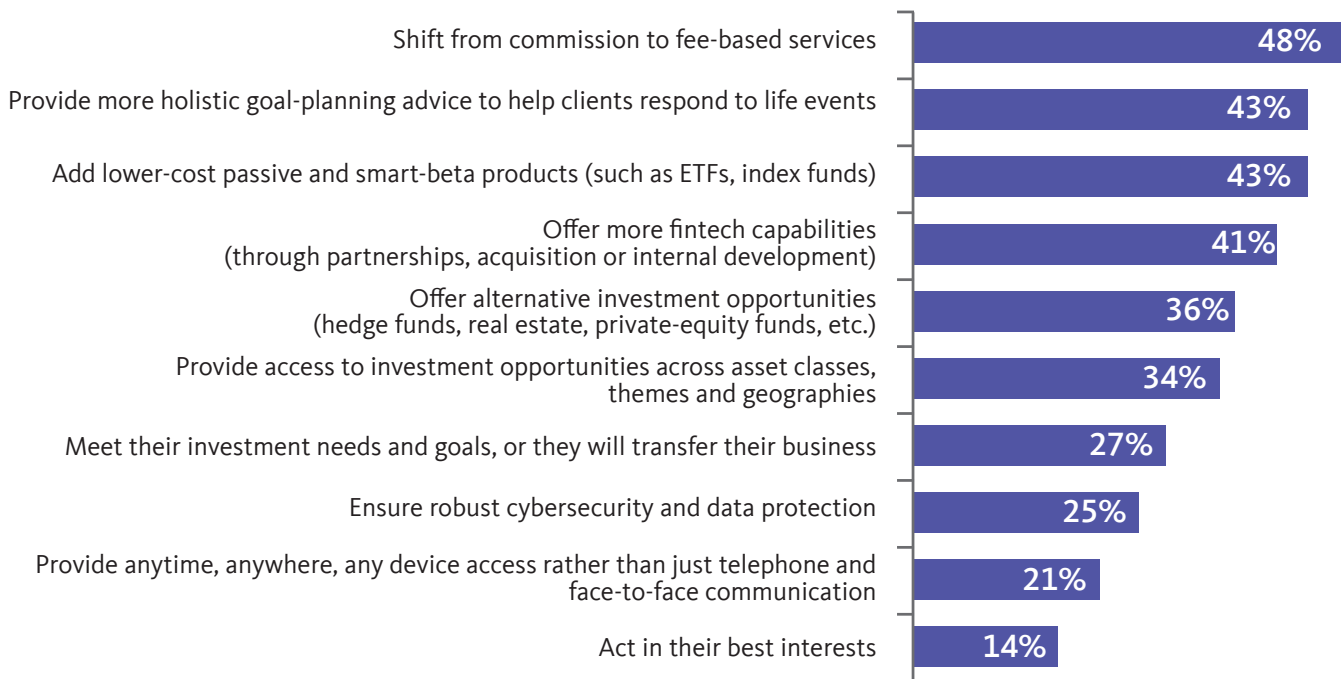 Shift from commission to fee-based services
48%
Provide more holistic goal-planning advice to help clients respond to life events
43%
Add lower-cost passive and smart-beta products (such as ETFs, index funds)
43%
Offer more fintech capabilities
(through partnerships, acquisition or internal development)
41%
Offer alternative investment opportunities
(hedge funds, real estate, private-equity funds, etc.)
36%
Provide access to investment opportunities across asset classes,
themes and geographies
34%
Meet their investment needs and goals, or they will transfer their business
27%
Ensure robust cybersecurity and data protection
25%
Provide anytime, anywhere, any device access rather than just telephone and
face-to-face communication
21%
Act in their best interests
14%